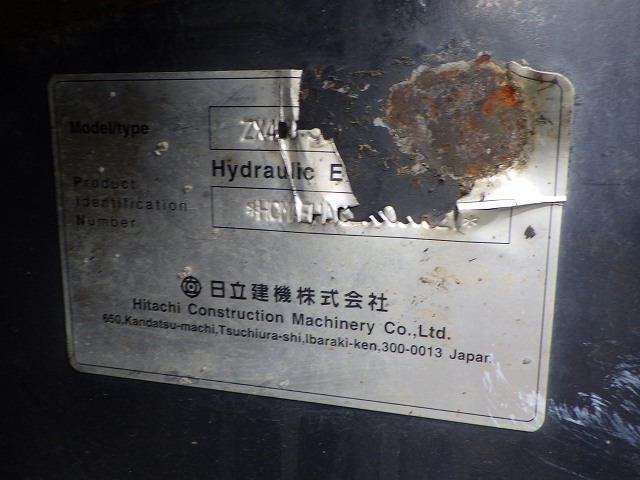 Model/type
Hydraulic E
Product
Identification
Number
日立建機株式会社
Hitachi Construction Machinery Co.,Ltd.
650,Kandatsu-machi,Tsuchiura-shi,Ibaraki-ken,300-0013 Japan